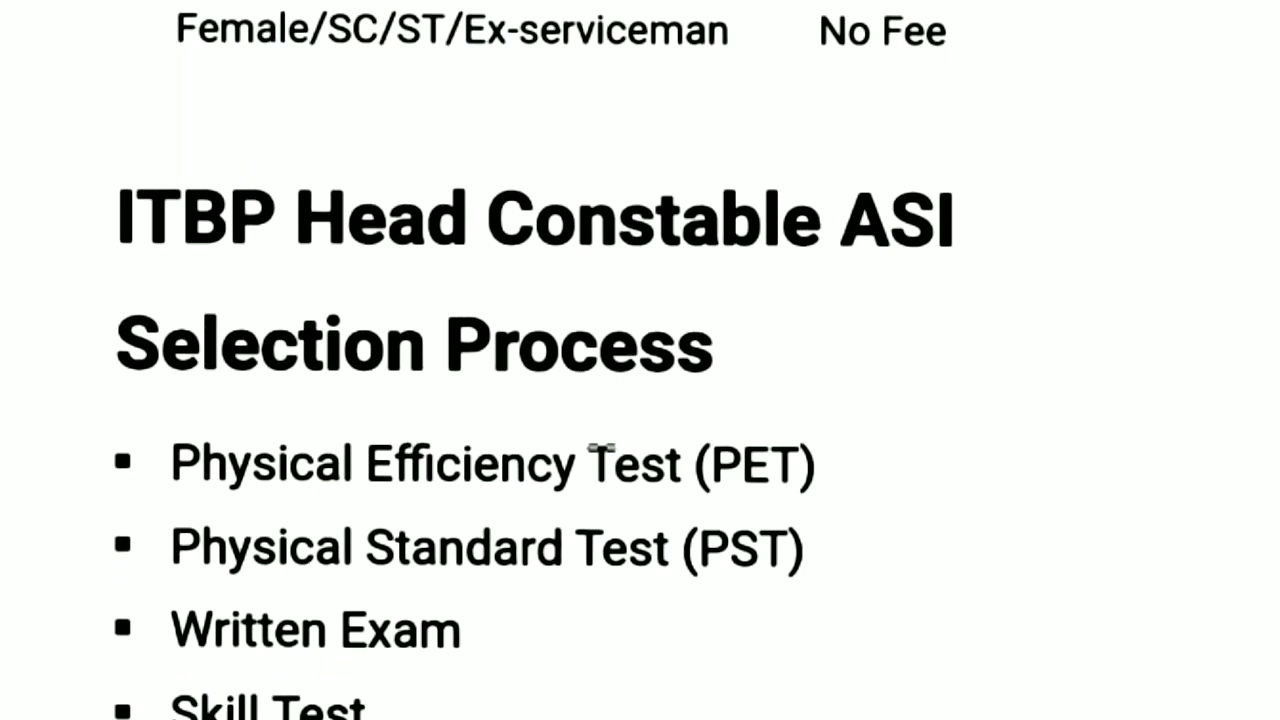 Female/SC/ST/Ex-serviceman No Fee
ITBP Head Constable ASI
Selection Process
▪ Physical Efficiency Test (PET)
▪ Physical Standard Test (PST)
▪ Written Exam
▪ Skill Test